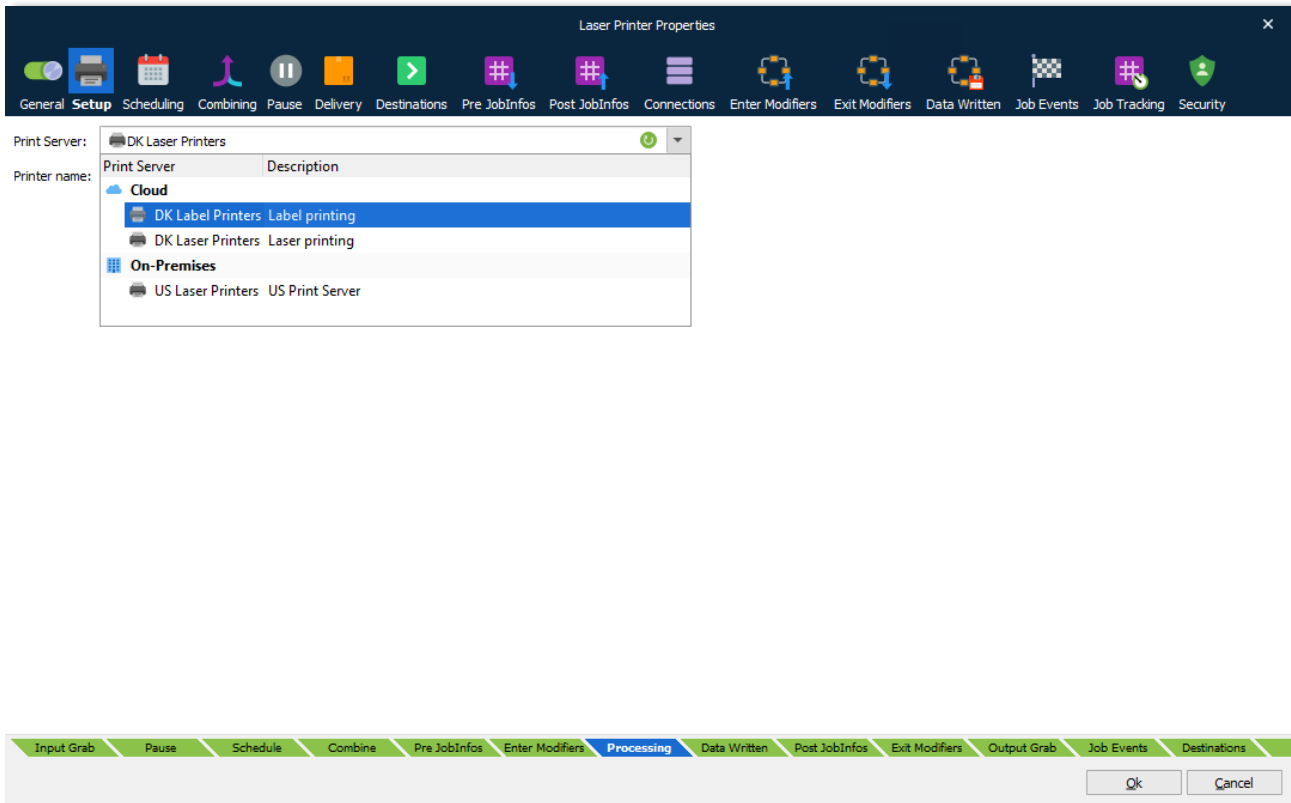 Laser Printer Properties
General Setup Scheduling Combining Pause Delivery Destinations Pre JobInfos Post JobInfos Connections Enter Modifiers Exit Modifiers Data Written Job Events Job Tracking Security
Print Server: DK Laser Printers
Printer name:
Print Server Description
Cloud
DK Label Printers Label printing
DK Laser Printers Laser printing
On-Premises
US Laser Printers US Print Server
Input Grab Pause Schedule Combine Pre JobInfos Enter Modifiers Processing Data Written Post JobInfos Exit Modifiers Output Grab Job Events Destinations
Ok Cancel